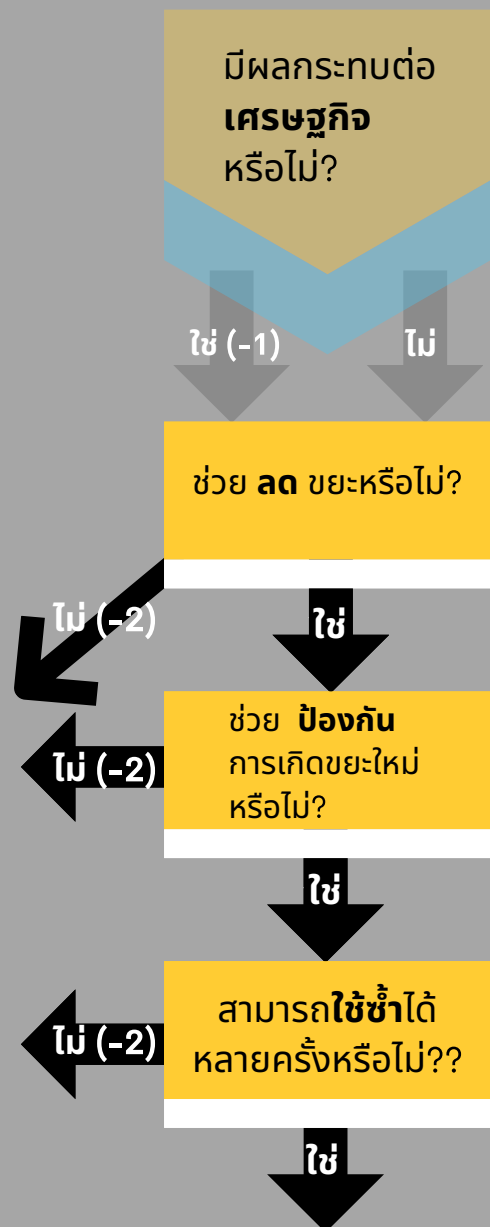 มีผลกระทบต่อ
เศรษฐกิจ
หรือไม่?
ใช่ (-1)
ไม่
ช่วย ลด ขยะหรือไม่?
ไม่ (-2)
ใช่
ช่วย ป้องกัน
การเกิดขยะใหม่
หรือไม่?
ไม่ (-2)
ใช่
สามารถใช้ซ้ำได้
หลายครั้งหรือไม่??
ไม่ (-2)
ใช่